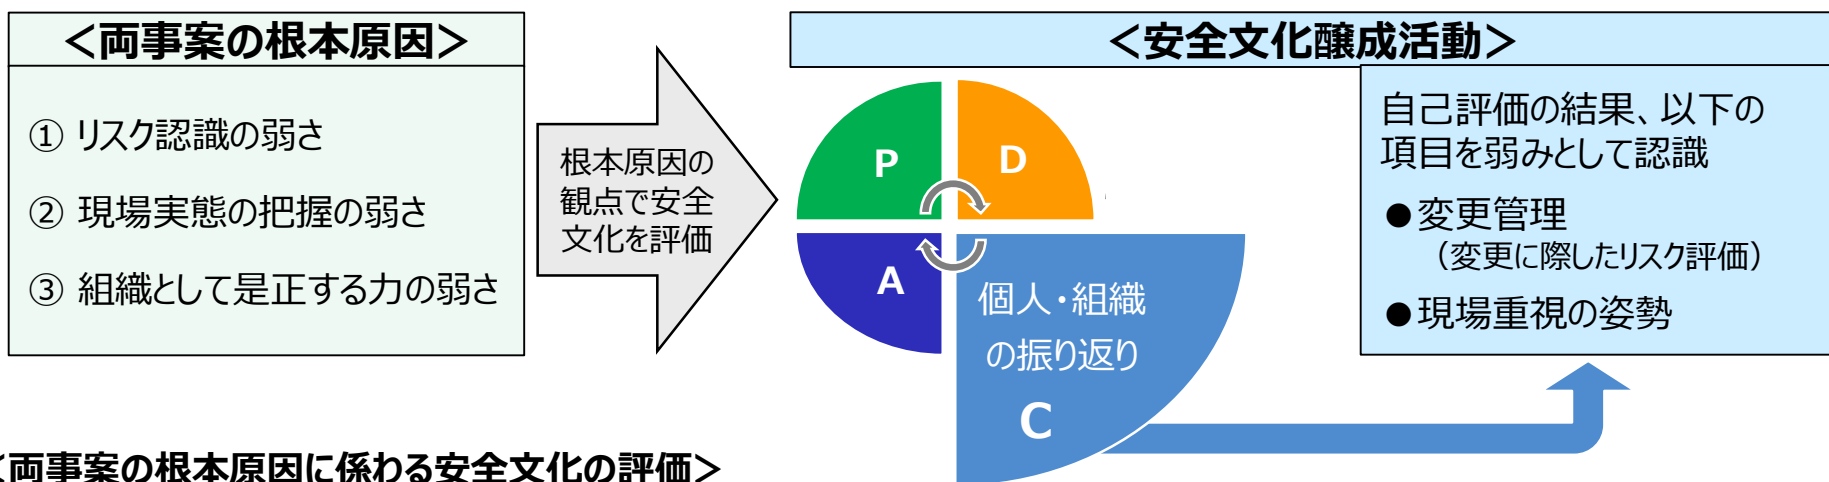 ＜両事案の根本原因＞
① リスク認識の弱さ
② 現場実態の把握の弱さ
③ 組織として是正する力の弱さ
根本原因の
観点で安全
文化を評価
＜安全文化醸成活動＞
P
D
A
個人・組織
の振り返り
C
自己評価の結果、以下の
項目を弱みとして認識
●変更管理
（変更に際したリスク評価）
●現場重視の姿勢
＜両事案の根本原因に係わる安全文化の評価＞